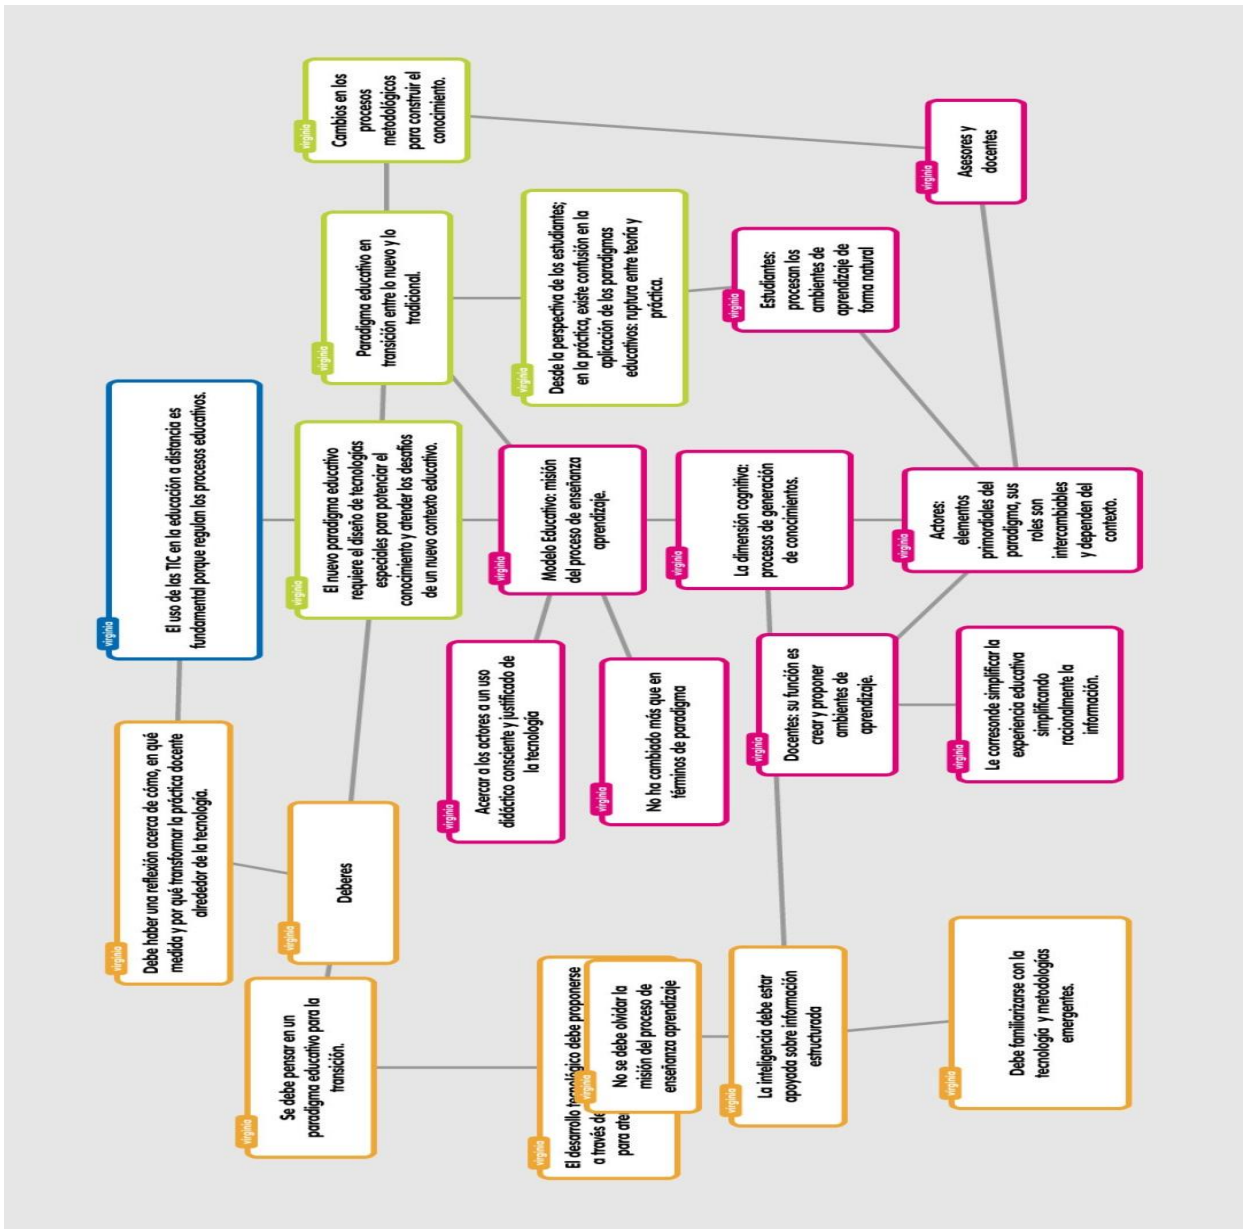 virginia
Debe haber una reflexión acerca de cómo, en qué
medida y por qué transformar la práctica docente
alrededor de la tecnología.
virginia
El uso de las TIC en la educación a distancia es
fundamental porque regulan los procesos educativos.
virginia
Se debe pensar en un
paradigma educativo para la
transición.
virginia
Deberes
virginia
El nuevo paradigma educativo
requiere el diseño de tecnologías
especiales para potenciar el
conocimiento y atender los desafíos
de un nuevo contexto educativo.
virginia
Paradigma educativo en
transición entre lo nuevo y lo
tradicional.
virginia
Cambios en los
procesos
metodológicos
para construir el
conocimiento.
virginia
Acercar a los actores a un uso
didáctico consciente y justificado de
la tecnología
virginia
Modelo Educativo: misión
del proceso de enseñanza
aprendizaje.
virginia
Desde la perspectiva de los estudiantes;
en la práctica, existe confusión en la
aplicación de los paradigmas
educativos: ruptura entre teoría y
práctica.
virginia
El desarrollo tecnológico debe proponerse
a través de
para
virginia
No se debe olvidar la
misión del proceso de
enseñanza aprendizaje
virginia
No ha cambiado más que en
términos de paradigma
virginia
La dimensión cognitiva:
procesos de generación
de conocimientos.
virginia
La inteligencia debe estar
apoyada sobre información
estructurada
virginia
Docentes: su función es
crear y proponer
ambientes de
aprendizaje.
virginia
Estudiantes:
procesan los
ambientes de
aprendizaje de
forma natural
virginia
Actores:
elementos
primordiales del
paradigma, sus
roles son
intercambiables
y dependen del
contexto.
virginia
Asesores y
docentes
virginia
Debe familiarizarse con la
tecnología y metodologías
emergentes.
virginia
Le corresonde simplificar la
experiencia educativa
simplificando
racionalmente la
información.